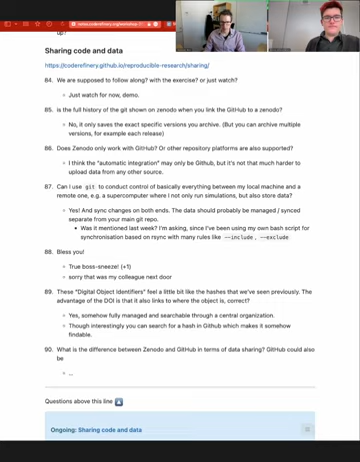 up?
Sharing code and data
https://coderefinery.org/reproducible-research/sharing/
84. We are supposed to follow along? with the exercise? or just watch?
Just watch for now, demo.
85. is the full history of the git shown on zenodo when you link the GitHub to a zenodo?
No, it only saves the exact specific versions you archive. (But you can archive multiple
versions, for example each release)
86. Does Zenodo only work with GitHub? Or other repository platforms are also supported?
I think the "automatic integration" may only be Github, but it's not that much harder to
upload data from any other source.
87. Can I use git to conduct control of basically everything between my local machine and a
remote one, e.g. a supercomputer where I not only run simulations, but also store data?
Yes! And sync changes on both ends. The data should probably be managed / synced
separate from your main git repo.
Was it mentioned last week? I'm asking, since I've been using my own bash script for
synchronisation based on rsync with many rules like --include, --exclude
88. Bless you!
True boss-sneeze! (+1)
sorry that was my colleague next door
89. These "Digital Object Identifiers" feel a little bit like the hashes that we've seen previously. The
advantage of the DOI is that it also links to where the object is, correct?
Yes, somehow fully managed and searchable through a central organization.
Though interestingly you can search for a hash in Github which makes it somehow
findable.
90. What is the difference between Zenodo and GitHub in terms of data sharing? GitHub could also
be
...
Questions above this line
Ongoing: Sharing code and data